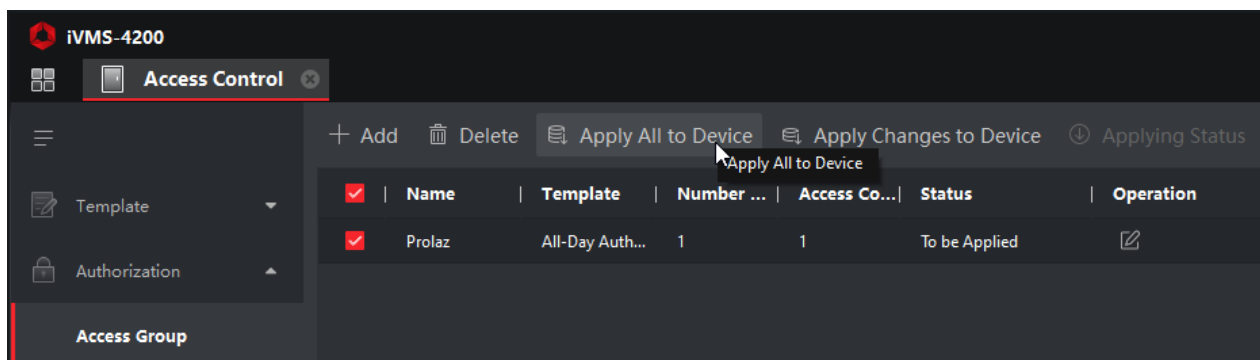 iVMS-4200
Access Control
Add Delete Apply All to Device Apply Changes to Device Applying Status
Apply All to Device
Name Template Number ... Access Co... Status Operation
Template
Prolaz All-Day Auth... 1 1 To be Applied
Authorization
Access Group